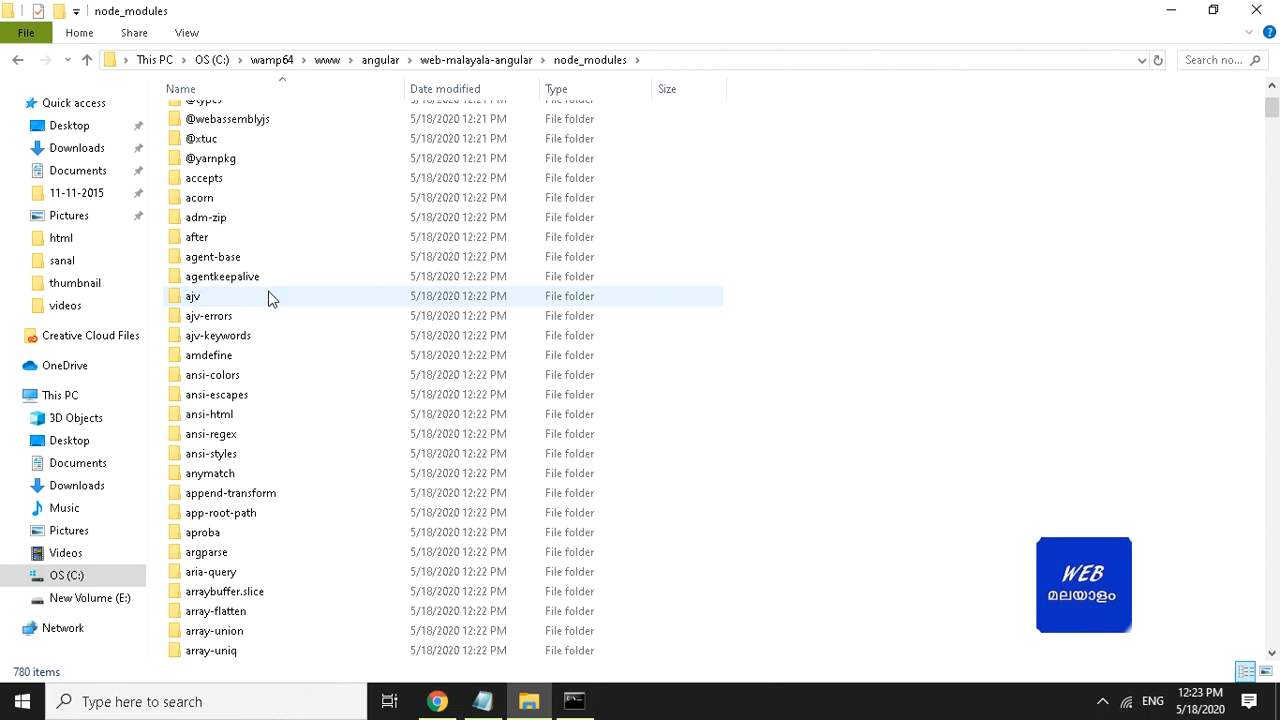 node_modules
File Home Share View
This PC OS (C:) wamp64 www angular web-malayala-angular node_modules Search no...
Name Date modified Type Size
@types 5/18/2020 12:21 PM File folder
@webassemblyjs 5/18/2020 12:21 PM File folder
@xtuc 5/18/2020 12:21 PM File folder
@yarnpkg 5/18/2020 12:21 PM File folder
accepts 5/18/2020 12:22 PM File folder
acorn 5/18/2020 12:22 PM File folder
adm-zip 5/18/2020 12:22 PM File folder
after 5/18/2020 12:22 PM File folder
agent-base 5/18/2020 12:22 PM File folder
agentkeepalive 5/18/2020 12:22 PM File folder
ajv 5/18/2020 12:22 PM File folder
ajv-errors 5/18/2020 12:22 PM File folder
ajv-keywords 5/18/2020 12:22 PM File folder
amdefine 5/18/2020 12:22 PM File folder
ansi-colors 5/18/2020 12:22 PM File folder
ansi-escapes 5/18/2020 12:22 PM File folder
ansi-html 5/18/2020 12:22 PM File folder
ansi-regex 5/18/2020 12:22 PM File folder
ansi-styles 5/18/2020 12:22 PM File folder
anymatch 5/18/2020 12:22 PM File folder
append-transform 5/18/2020 12:22 PM File folder
app-root-path 5/18/2020 12:22 PM File folder
aproba 5/18/2020 12:22 PM File folder
argparse 5/18/2020 12:22 PM File folder
aria-query 5/18/2020 12:22 PM File folder
arraybuffer.slice 5/18/2020 12:22 PM File folder
array-flatten 5/18/2020 12:22 PM File folder
array-union 5/18/2020 12:22 PM File folder
array-uniq 5/18/2020 12:22 PM File folder
Quick access
Desktop
Downloads
Documents
11-11-2015
Pictures
html
sanal
thumbnail
videos
Creative Cloud Files
OneDrive
This PC
3D Objects
Desktop
Documents
Downloads
Music
Pictures
Videos
OS (C:)
New Volume (E:)
Network
WEB
മലയാളം
780 items
Type here to search
ENG
12:23 PM
5/18/2020